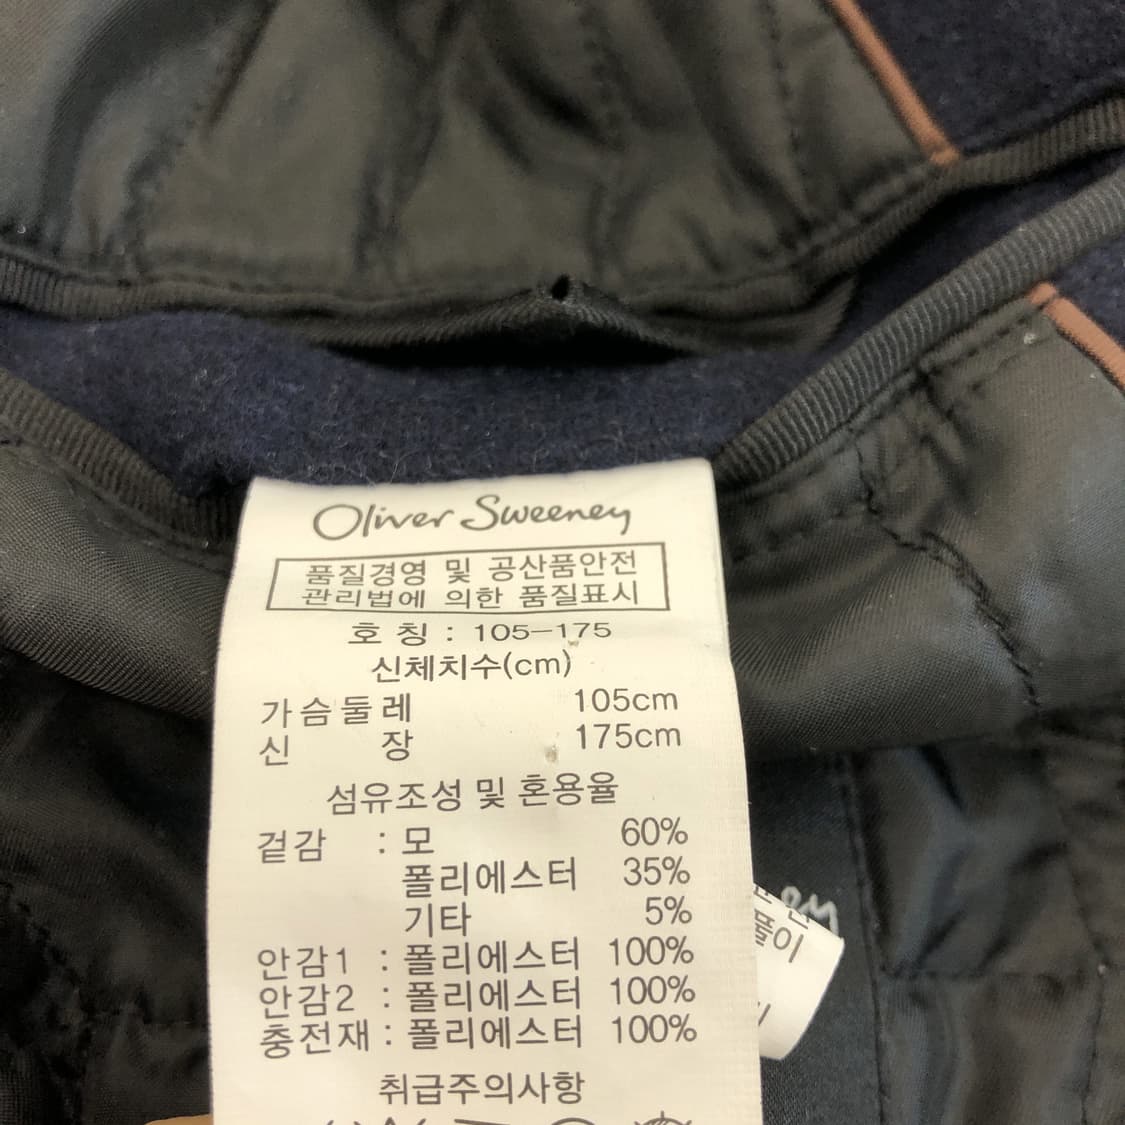 Oliver Sweeney
품질경영 및 공산품안전
관리법에 의한 품질표시
호 칭 : 105-175
신체치수(cm)
가슴둘레 105cm
신 장 175cm
섬유조성 및 혼용율
겉감 : 모 60%
폴리에스터 35%
기타 5%
안감1 : 폴리에스터 100%
안감2 : 폴리에스터 100%
충전재 : 폴리에스터 100%
취급주의사항
ey
물이